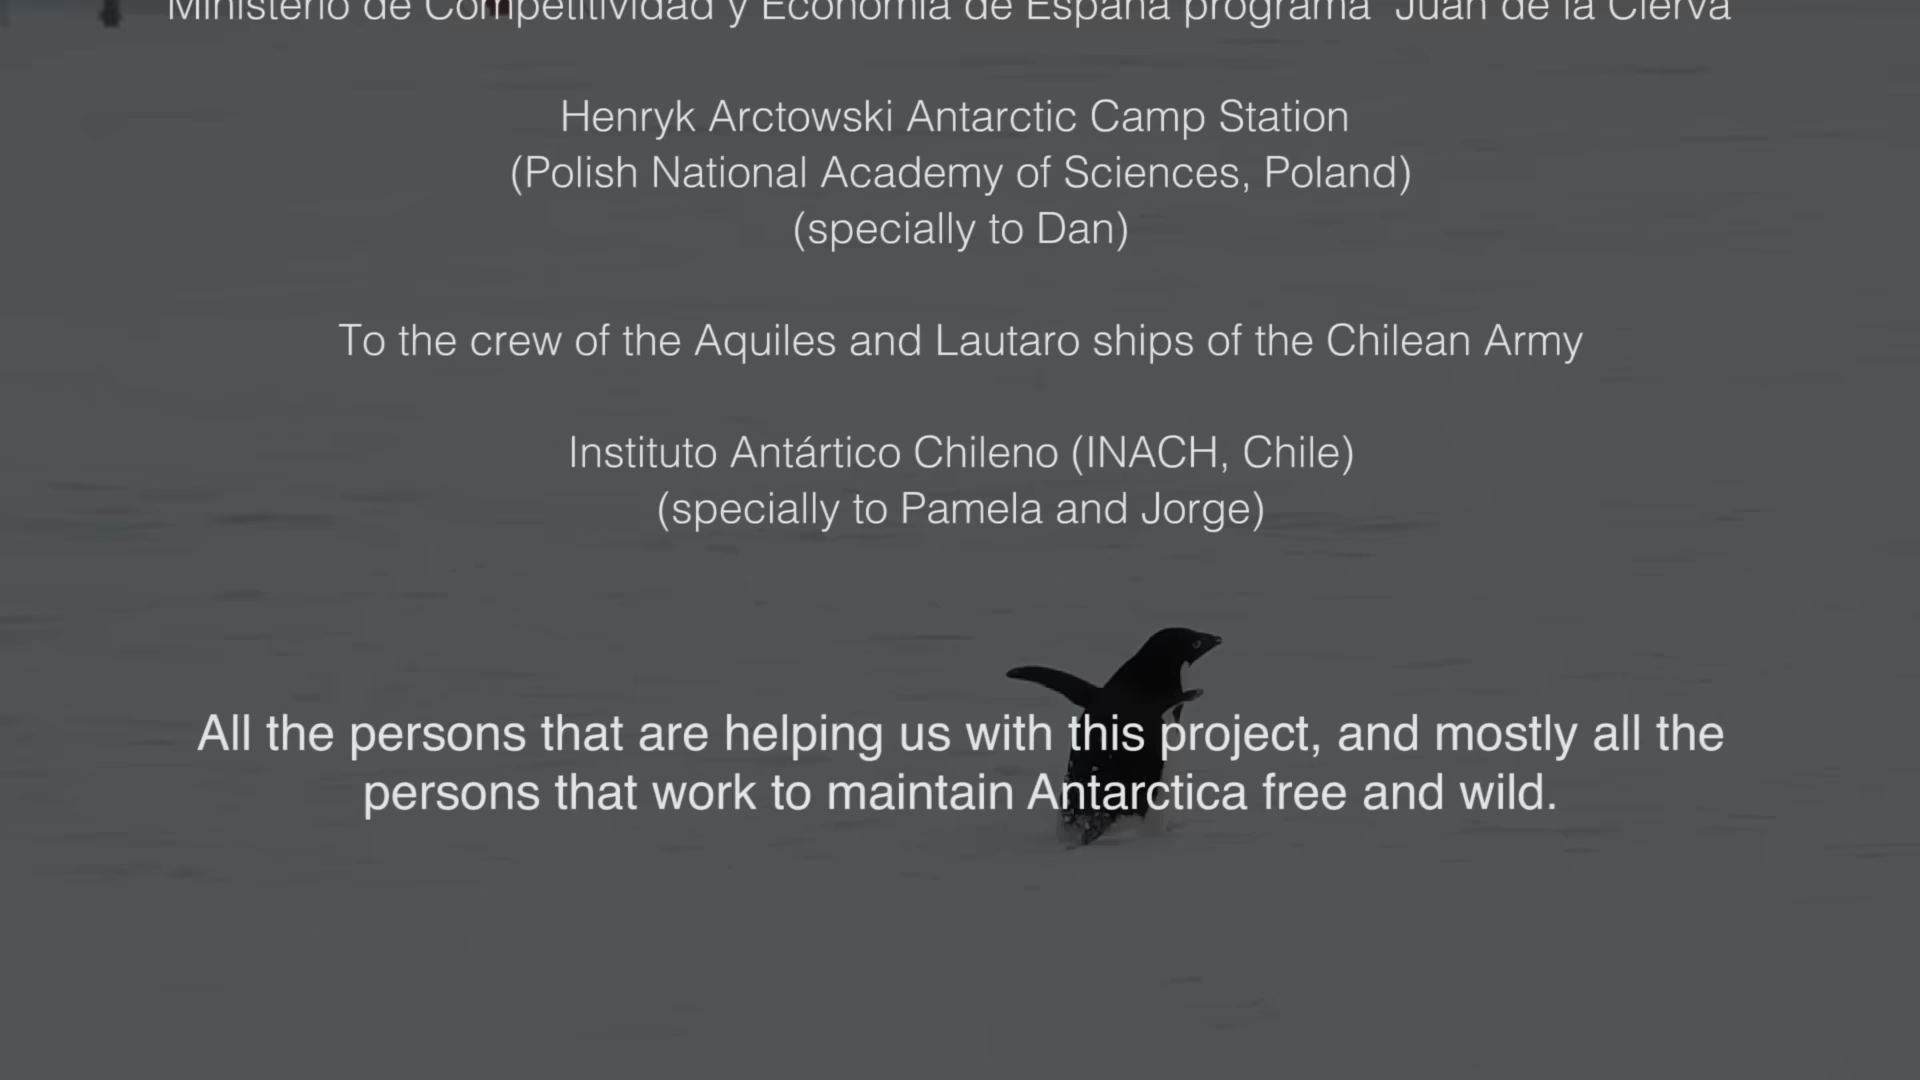 Ministerio de Competitividad y Economía de España programa "Juan de la Cierva"
Henryk Arctowski Antarctic Camp Station
(Polish National Academy of Sciences, Poland)
(specially to Dan)
To the crew of the Aquiles and Lautaro ships of the Chilean Army
Instituto Antártico Chileno (INACH, Chile)
(specially to Pamela and Jorge)
All the persons that are helping us with this project, and mostly all the
persons that work to maintain Antarctica free and wild.